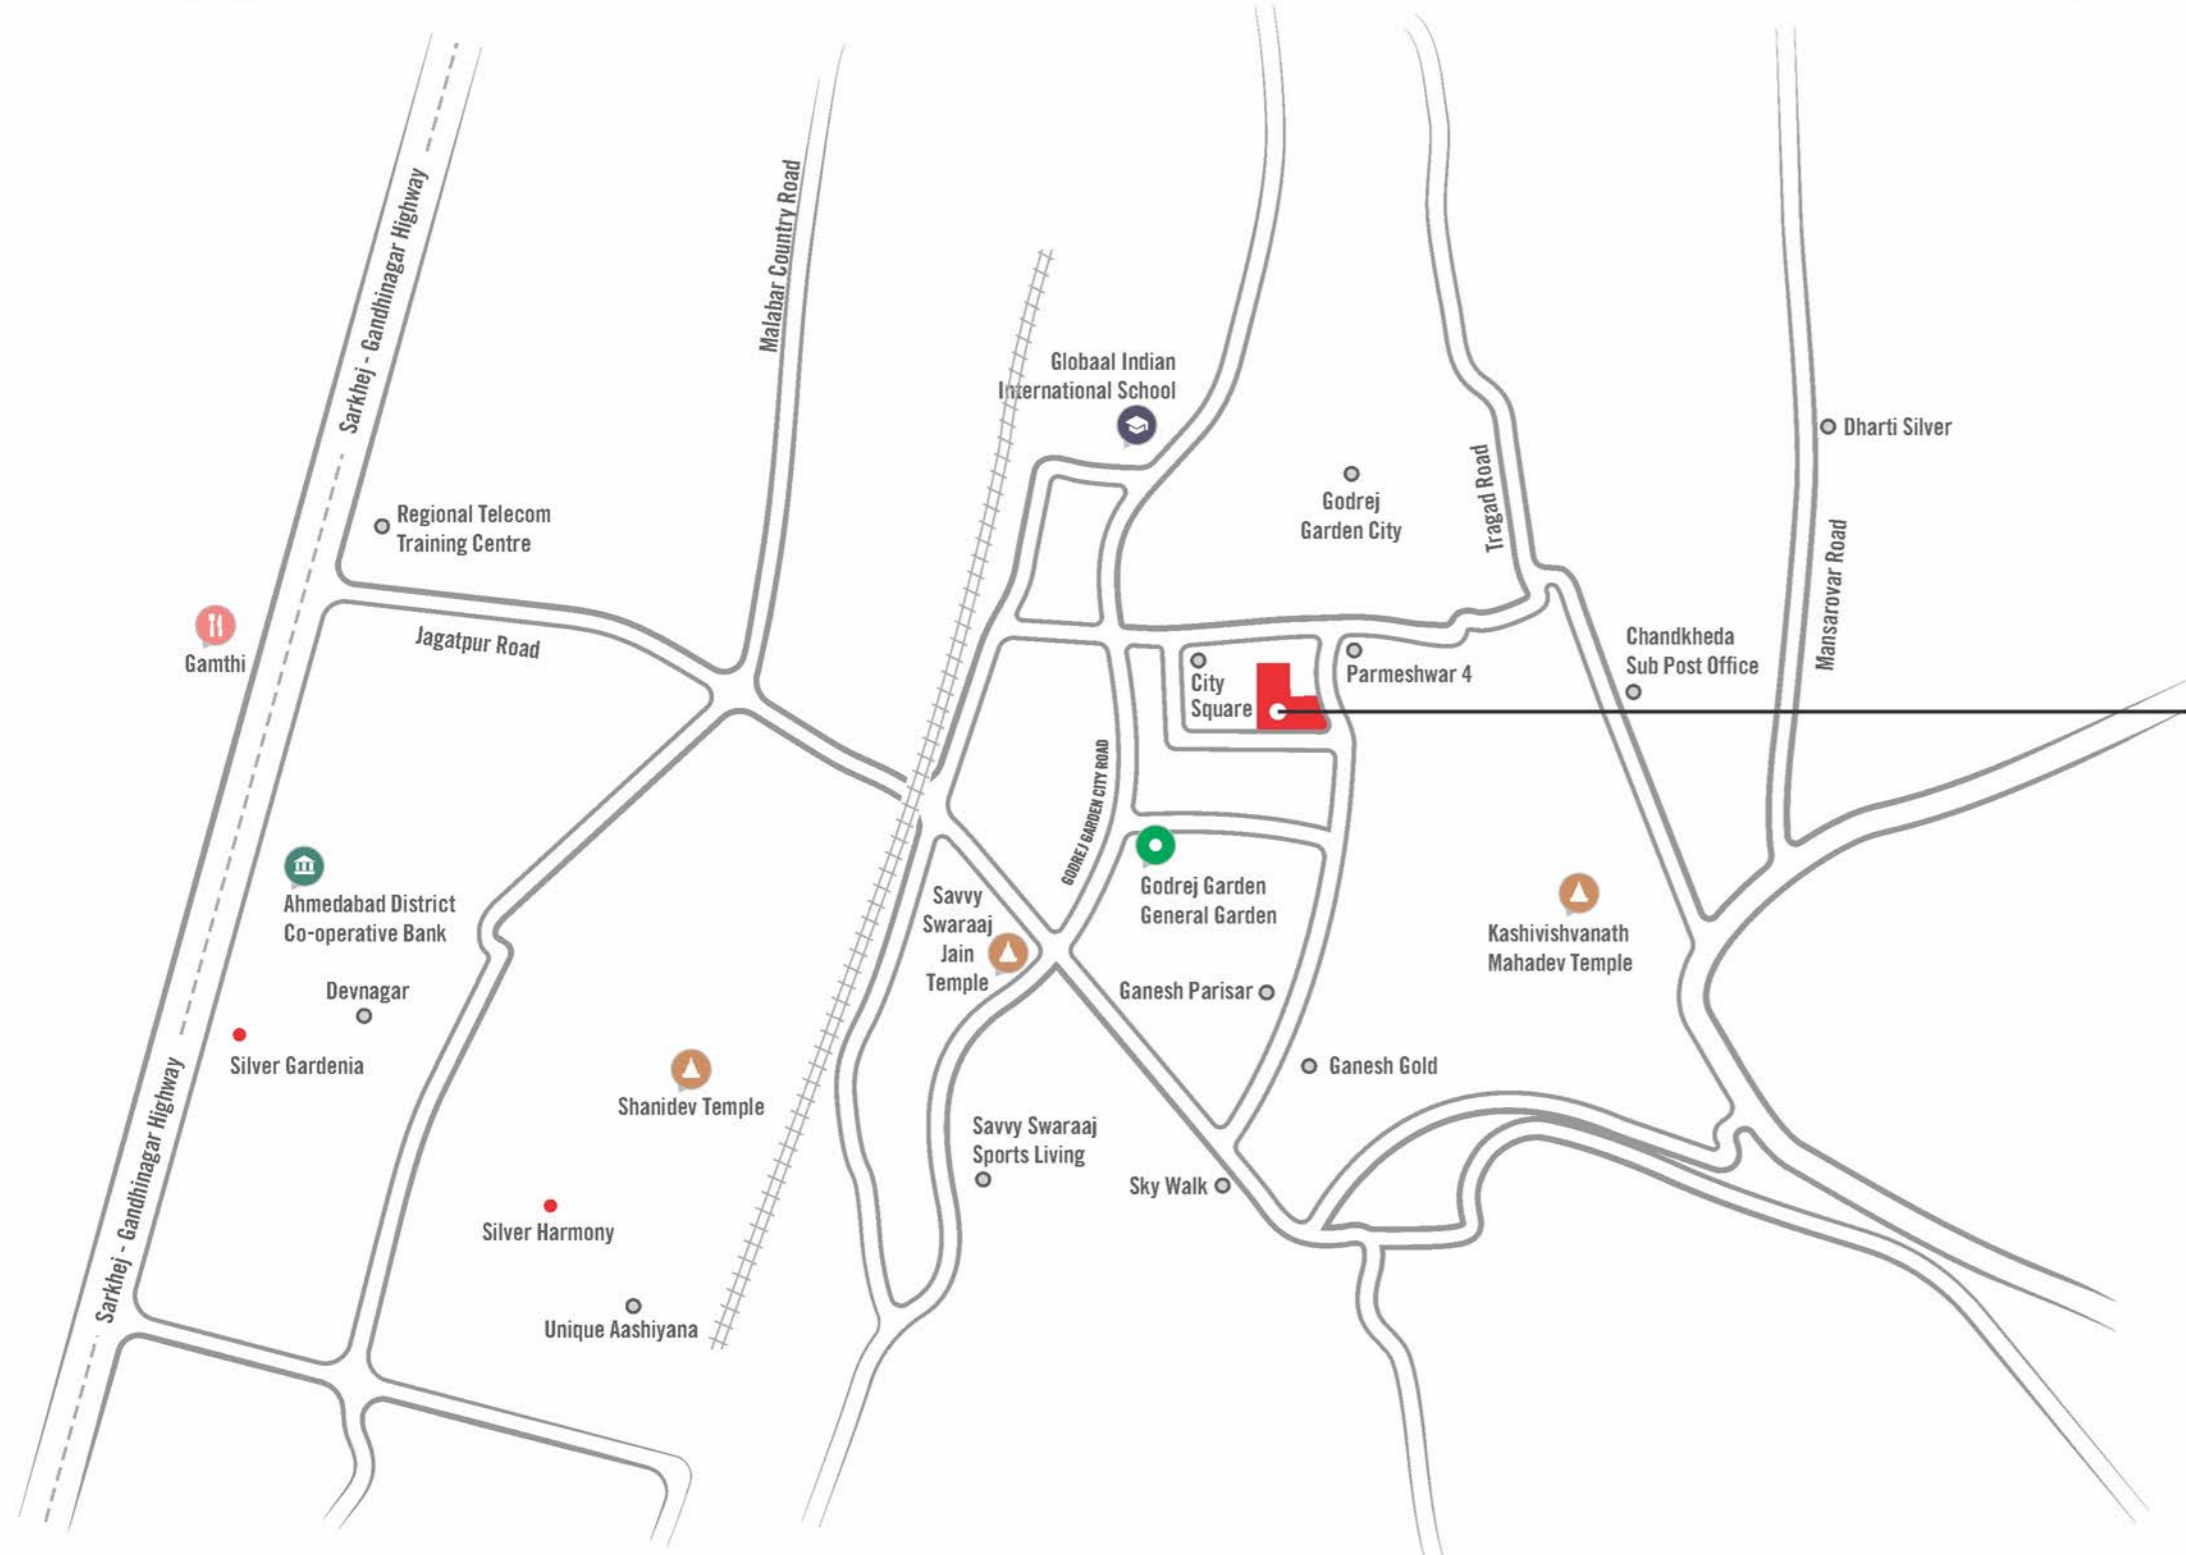 Sarkhej - Gandhinagar Highway
Malabar Country Road
Globaal Indian
International School
Dharti Silver
Godrej
Garden City
Tragad Road
Regional Telecom
Training Centre
Mansarovar Road
Gamthi
Jagatpur Road
Chandkheda
Sub Post Office
Parmeshwar 4
City
Square
GODREJ GARDEN CITY ROAD
Ahmedabad District
Co-operative Bank
Savvy
Swaraaj
Jain
Temple
Godrej Garden
General Garden
Kashivishvanath
Mahadev Temple
Devnagar
Ganesh Parisar
Silver Gardenia
Ganesh Gold
Shanidev Temple
Savvy Swaraaj
Sports Living
Sky Walk
Sarkhej - Gandhinagar Highway
Silver Harmony
Unique Aashiyana